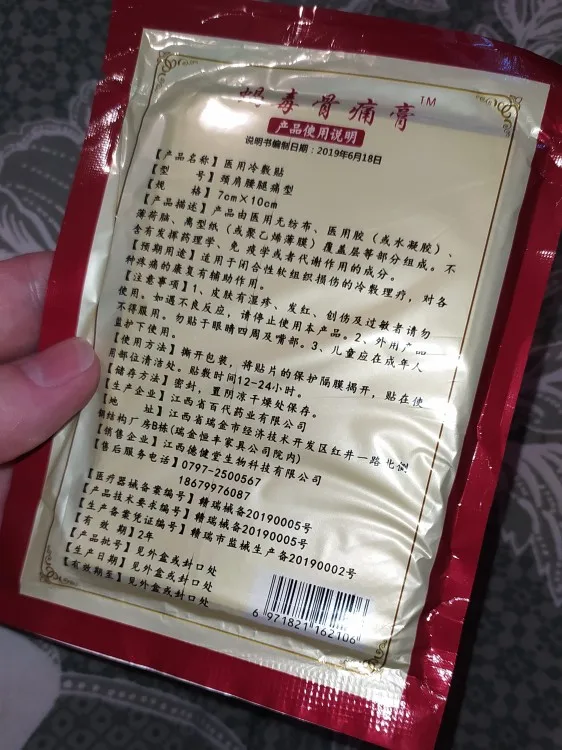 蝎毒骨痛膏™
产品使用说明
说明书编制日期：2019年6月18日
【产品名称】医用冷敷贴
【型　　号】颈肩腰腿痛型
【规　　格】7cm×10cm
【产品描述】产品由医用无纺布、医用胶（或水凝胶）、
薄荷脑、离型纸（或聚乙烯薄膜）覆盖层等部分组成。不
含有发挥药理学、免疫学或者代谢作用的成分。
【预期用途】适用于闭合性软组织损伤的冷敷理疗，对各
种疼痛的康复有辅助作用。
【注意事项】1、皮肤有湿疹、发红、创伤及过敏者请勿
使用。如遇不良反应，请停止使用本产品。2、外用产品
不得服用。勿贴于眼睛四周及嘴部。3、儿童应在成年人
监护下使用。
【使用方法】撕开包装，将贴片的保护隔膜揭开，贴在使
用部位清洁处。贴敷时间12-24小时。
【储存方法】密封，置阴凉干燥处保存。
【生产企业】江西省百代药业有限公司
【地　　址】江西省瑞金市经济技术开发区红井一路北侧
钢结构厂房B栋(瑞金恒丰家具公司院内)
【销售企业】江西德健堂生物科技有限公司
【售后服务电话】0797-2500567
18679976087
【医疗器械备案编号】赣瑞械备20190005号
【产品技术要求编号】赣瑞械备20190005号
【生产备案凭证编号】赣瑞市监械生产备20190002号
【有 效 期】2年
【产品批号】见外盒或封口处
【生产日期】见外盒或封口处
【有效期至】见外盒或封口处
6 971821 162106